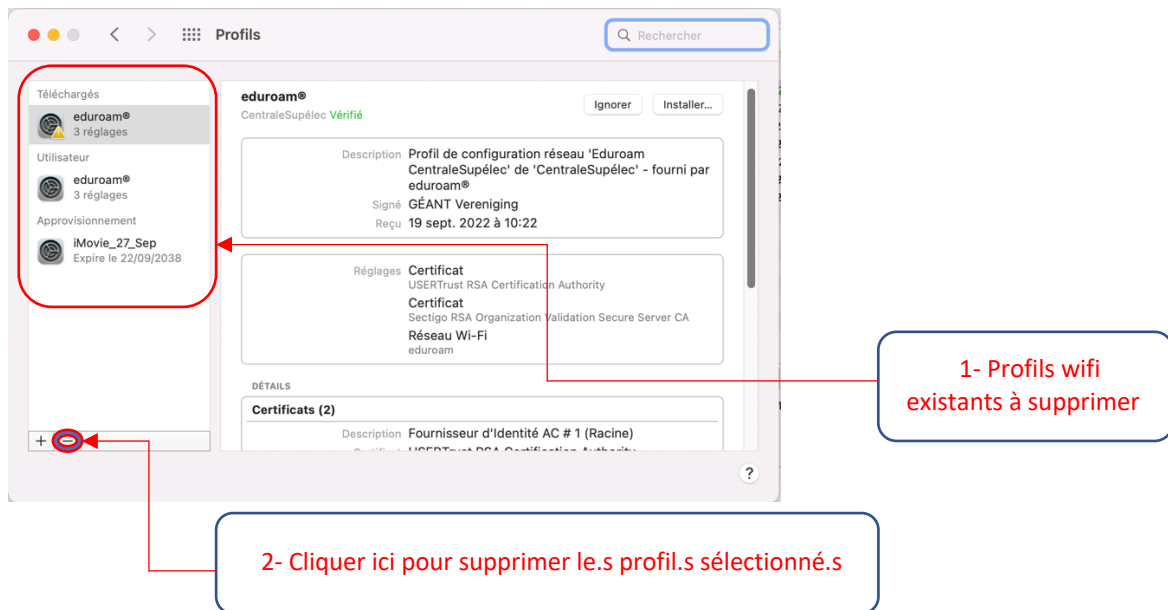 Profils
Rechercher
Téléchargés
eduroam®
3 réglages
Utilisateur
eduroam®
3 réglages
Approvisionnement
iMovie_27_Sep
Expire le 22/09/2038
+ −
eduroam®
CentraleSupélec Vérifié
Ignorer
Installer...
Description Profil de configuration réseau 'Eduroam
CentraleSupélec' de 'CentraleSupélec' - fourni par
eduroam®
Signé GÉANT Vereniging
Reçu 19 sept. 2022 à 10:22
Réglages Certificat
USERTrust RSA Certification Authority
Certificat
Sectigo RSA Organization Validation Secure Server CA
Réseau Wi-Fi
eduroam
DÉTAILS
Certificats (2)
Description Fournisseur d'Identité AC # 1 (Racine)
Certificat USERTrust RSA Certification Authority
?
1- Profils wifi
existants à supprimer
2- Cliquer ici pour supprimer le.s profil.s sélectionné.s